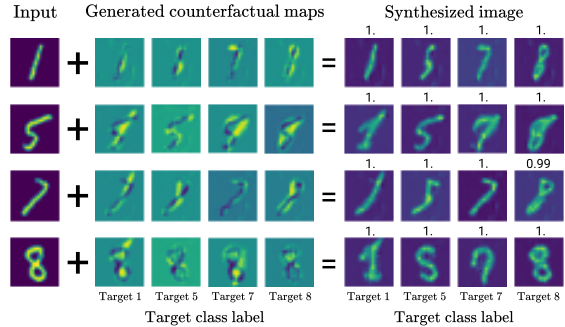 Input Generated counterfactual maps Synthesized image
1. 1. 1. 1.
+ =
1. 1. 1. 1.
+ =
1. 1. 1. 0.99
+ =
1. 1. 1. 1.
+ =
Target 1 Target 5 Target 7 Target 8 Target 1 Target 5 Target 7 Target 8
Target class label Target class label